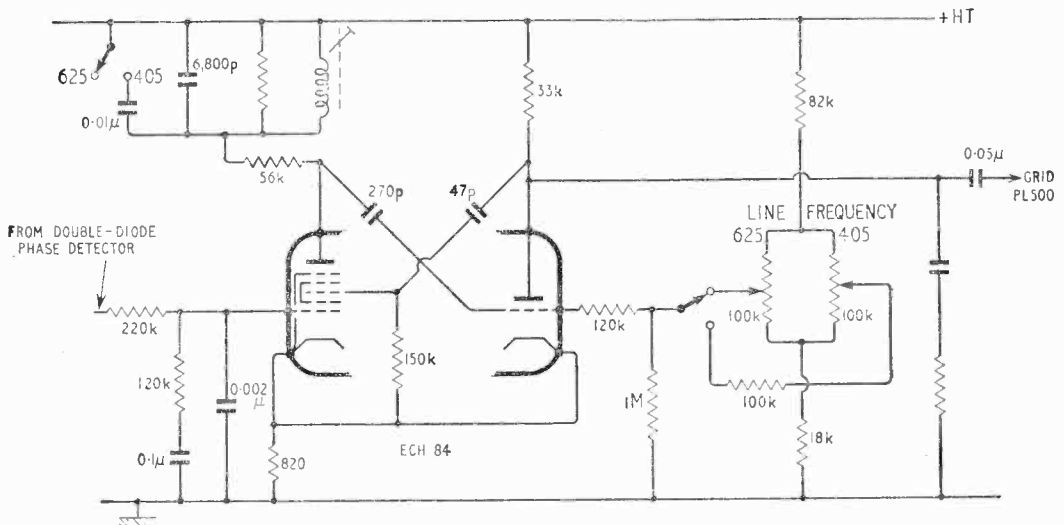 +HT
625
405
6,800p
0·01μ
33k
82k
56k
270p
47p
0·05μ
GRID
PL500
LINE FREQUENCY
625 405
FROM DOUBLE-DIODE
PHASE DETECTOR
220k
120k
100k
100k
120k
0·002
μ
150k
1M
100k
0·1μ
820
ECH 84
18k